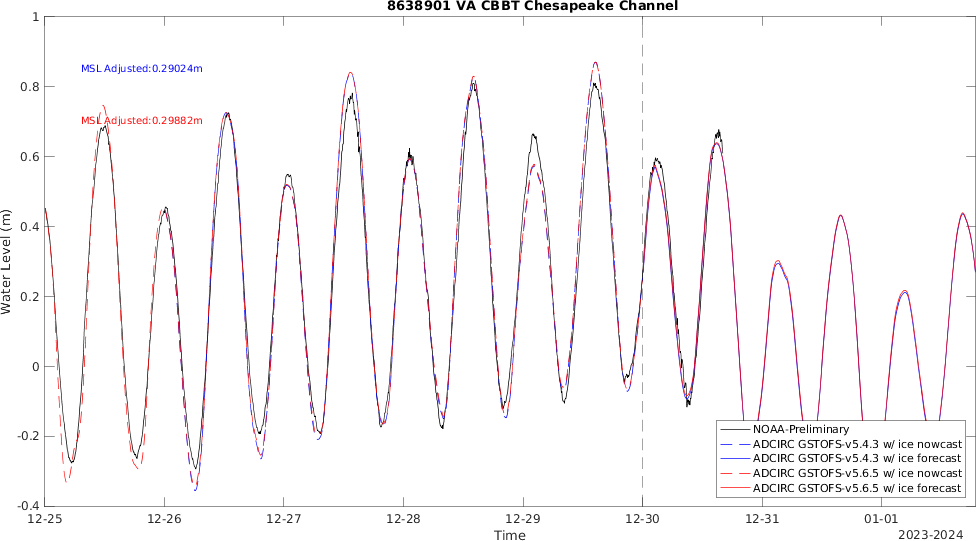 8638901 VA CBBT Chesapeake Channel
MSL Adjusted:0.29024m
MSL Adjusted:0.29882m
Water Level (m)
1
0.8
0.6
0.4
0.2
0
-0.2
-0.4
NOAA-Preliminary
ADCIRC GSTOFS-v5.4.3 w/ ice nowcast
ADCIRC GSTOFS-v5.4.3 w/ ice forecast
ADCIRC GSTOFS-v5.6.5 w/ ice nowcast
ADCIRC GSTOFS-v5.6.5 w/ ice forecast
12-25 12-26 12-27 12-28 12-29 12-30 12-31 01-01
Time
2023-2024